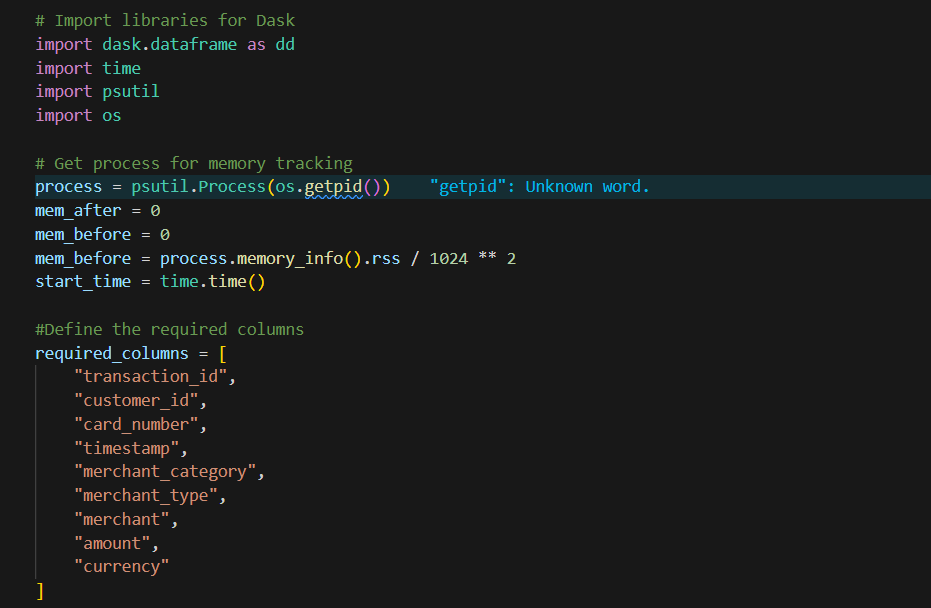 # Import libraries for Dask
import dask.dataframe as dd
import time
import psutil
import os
# Get process for memory tracking
process = psutil.Process(os.getpid())    "getpid": Unknown word.
mem_after = 0
mem_before = 0
mem_before = process.memory_info().rss / 1024 ** 2
start_time = time.time()
#Define the required columns
required_columns = [
    "transaction_id",
    "customer_id",
    "card_number",
    "timestamp",
    "merchant_category",
    "merchant_type",
    "merchant",
    "amount",
    "currency"
]